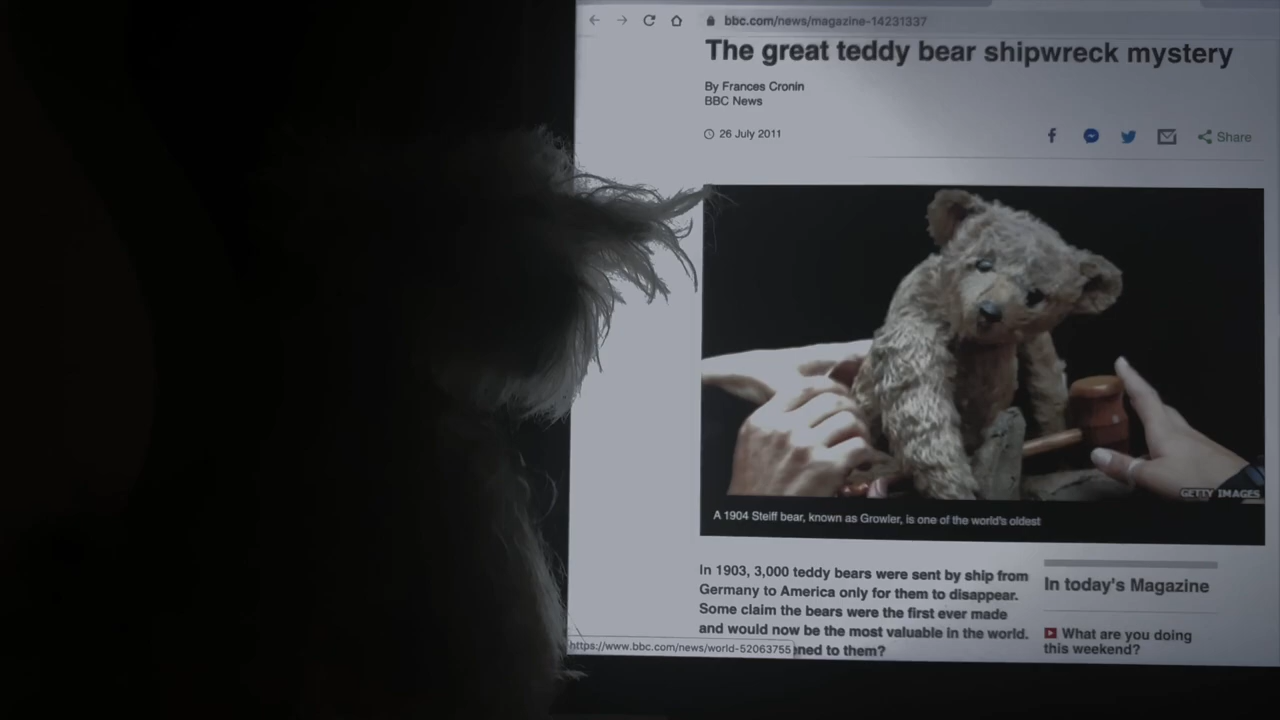 bbc.com/news/magazine-14231337
The great teddy bear shipwreck mystery
By Frances Cronin
BBC News
26 July 2011
Share
GETTY IMAGES
A 1904 Steiff bear, known as Growler, is one of the world's oldest
In 1903, 3,000 teddy bears were sent by ship from
Germany to America only for them to disappear.
Some claim the bears were the first ever made
and would now be the most valuable in the world.
ned to them?
https://www.bbc.com/news/world-52063755
In today's Magazine
What are you doing
this weekend?